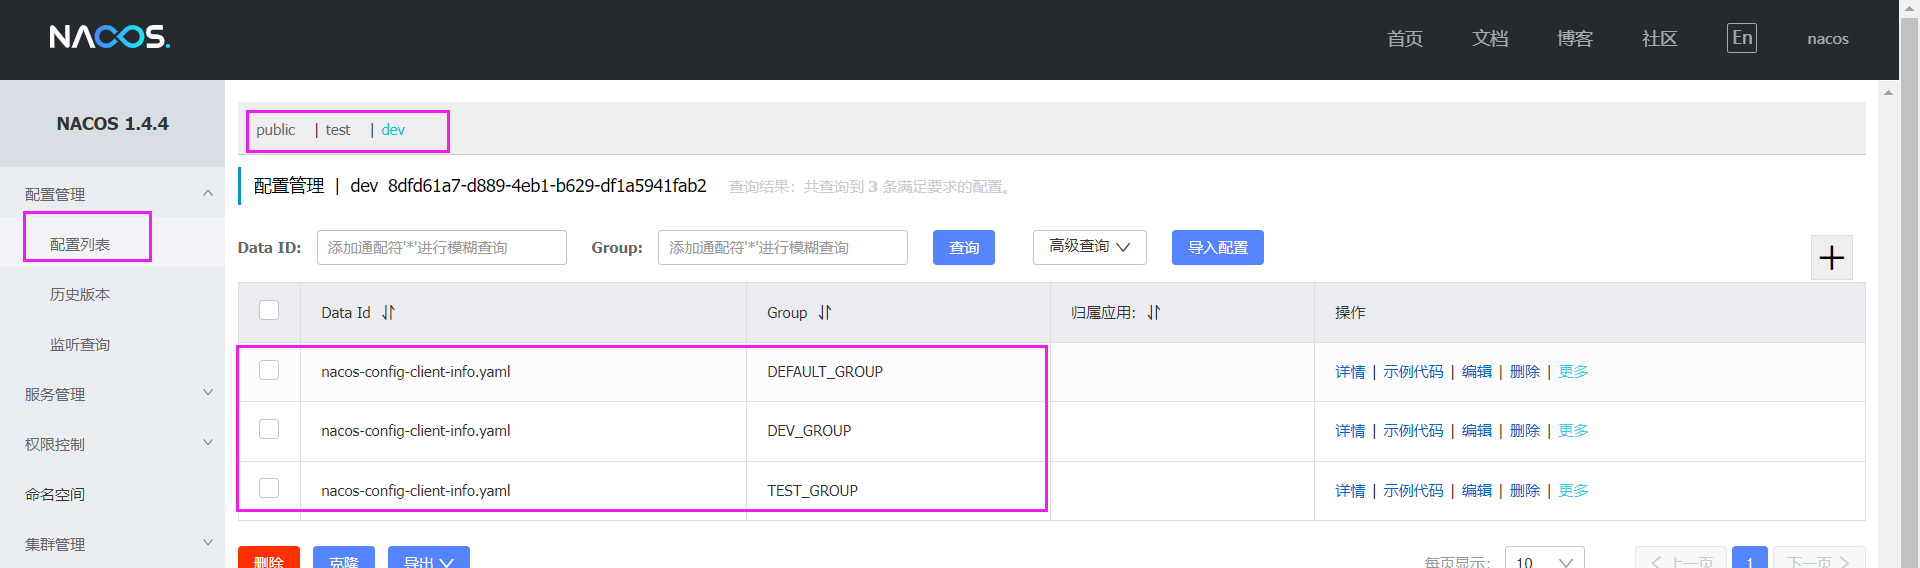 NACOS. 首页 文档 博客 社区 En nacos
NACOS 1.4.4
配置管理
配置列表
历史版本
监听查询
服务管理
权限控制
命名空间
集群管理
public | test | dev
配置管理 | dev 8dfd61a7-d889-4eb1-b629-df1a5941fab2 查询结果：共查询到 3 条满足要求的配置。
Data ID: 添加通配符'*'进行模糊查询 Group: 添加通配符'*'进行模糊查询 查询 高级查询 导入配置
Data Id Group 归属应用: 操作
nacos-config-client-info.yaml DEFAULT_GROUP 详情 | 示例代码 | 编辑 | 删除 | 更多
nacos-config-client-info.yaml DEV_GROUP 详情 | 示例代码 | 编辑 | 删除 | 更多
nacos-config-client-info.yaml TEST_GROUP 详情 | 示例代码 | 编辑 | 删除 | 更多
删除 克隆 导出 每页显示: 10 上一页 1 下一页